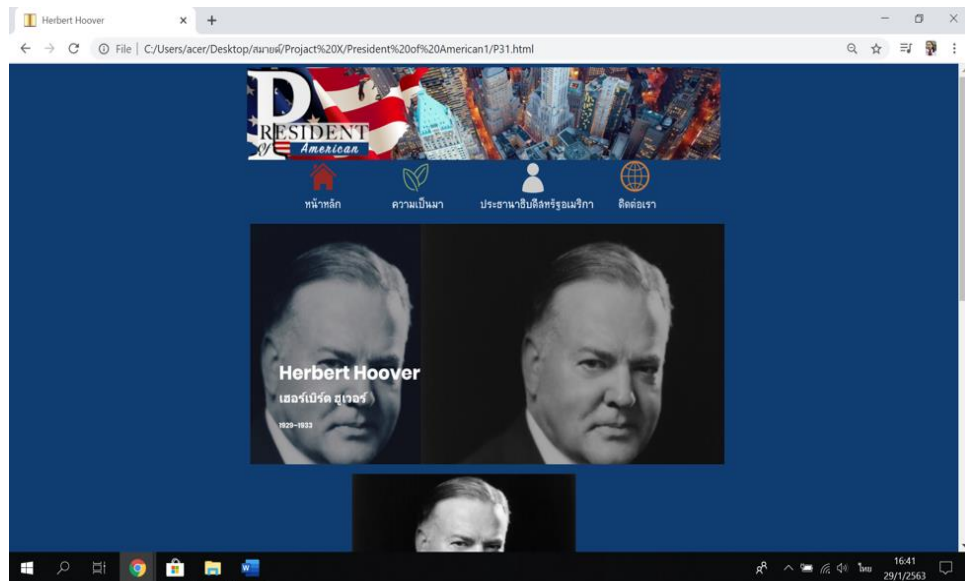 Herbert Hoover
File | C:/Users/acer/Desktop/สมายด์/Projact%20X/President%20of%20American1/P31.html
PRESIDENT
of American
หน้าหลัก ความเป็นมา ประธานาธิบดีสหรัฐอเมริกา ติดต่อเรา
Herbert Hoover
เฮอร์เบิร์ต ฮูเวอร์
1929-1933
W
ไทย
16:41
29/1/2563